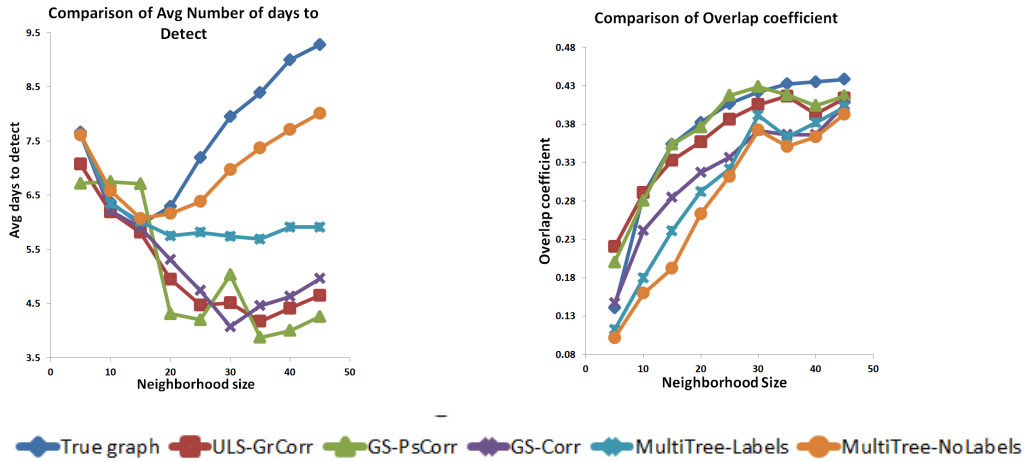 Comparison of Avg Number of days to
Detect
9.5
8.5
7.5
6.5
5.5
4.5
3.5
Avg days to detect
0
10
20
30
40
50
Neighborhood size
Comparison of Overlap coefficient
0.48
0.43
0.38
0.33
0.28
0.23
0.18
0.13
0.08
Overlap coefficient
0
10
20
30
40
50
Neighborhood Size
True graph
ULS-GrCorr
GS-PsCorr
GS-Corr
MultiTree-Labels
MultiTree-NoLabels